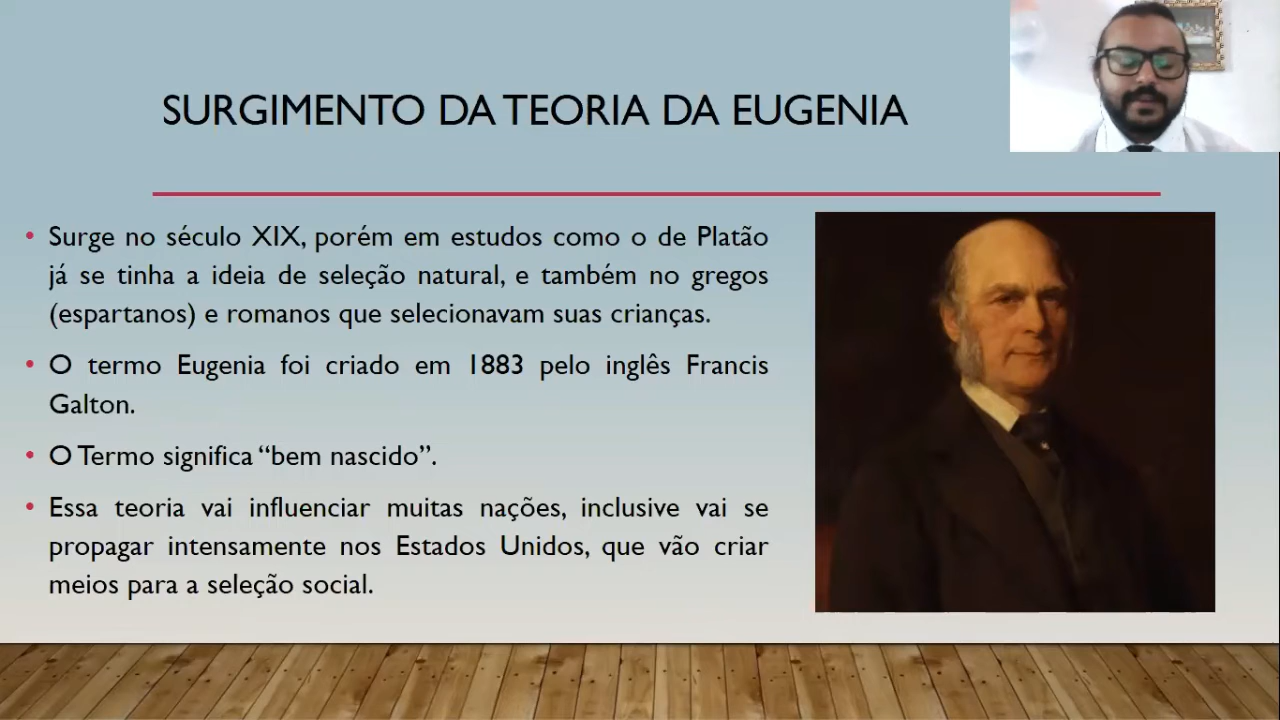 SURGIMENTO DA TEORIA DA EUGENIA
• Surge no século XIX, porém em estudos como o de Platão
já se tinha a ideia de seleção natural, e também no gregos
(espartanos) e romanos que selecionavam suas crianças.
• O termo Eugenia foi criado em 1883 pelo inglês Francis
Galton.
• O Termo significa “bem nascido”.
• Essa teoria vai influenciar muitas nações, inclusive vai se
propagar intensamente nos Estados Unidos, que vão criar
meios para a seleção social.